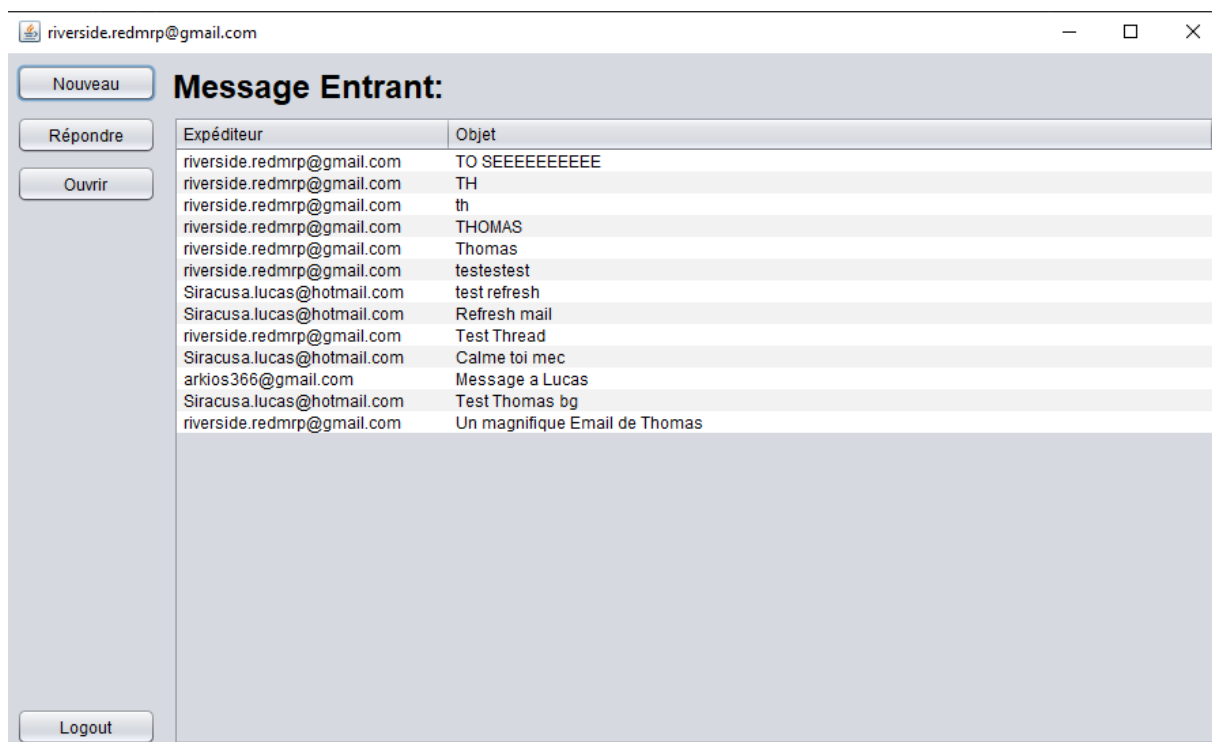 riverside.redmrp@gmail.com
Nouveau
Message Entrant:
Répondre
Expéditeur Objet
riverside.redmrp@gmail.com TO SEEEEEEEEEE
Ouvrir
riverside.redmrp@gmail.com TH
riverside.redmrp@gmail.com th
riverside.redmrp@gmail.com THOMAS
riverside.redmrp@gmail.com Thomas
riverside.redmrp@gmail.com testestest
Siracusa.lucas@hotmail.com test refresh
Siracusa.lucas@hotmail.com Refresh mail
riverside.redmrp@gmail.com Test Thread
Siracusa.lucas@hotmail.com Calme toi mec
arkios366@gmail.com Message a Lucas
Siracusa.lucas@hotmail.com Test Thomas bg
riverside.redmrp@gmail.com Un magnifique Email de Thomas
Logout